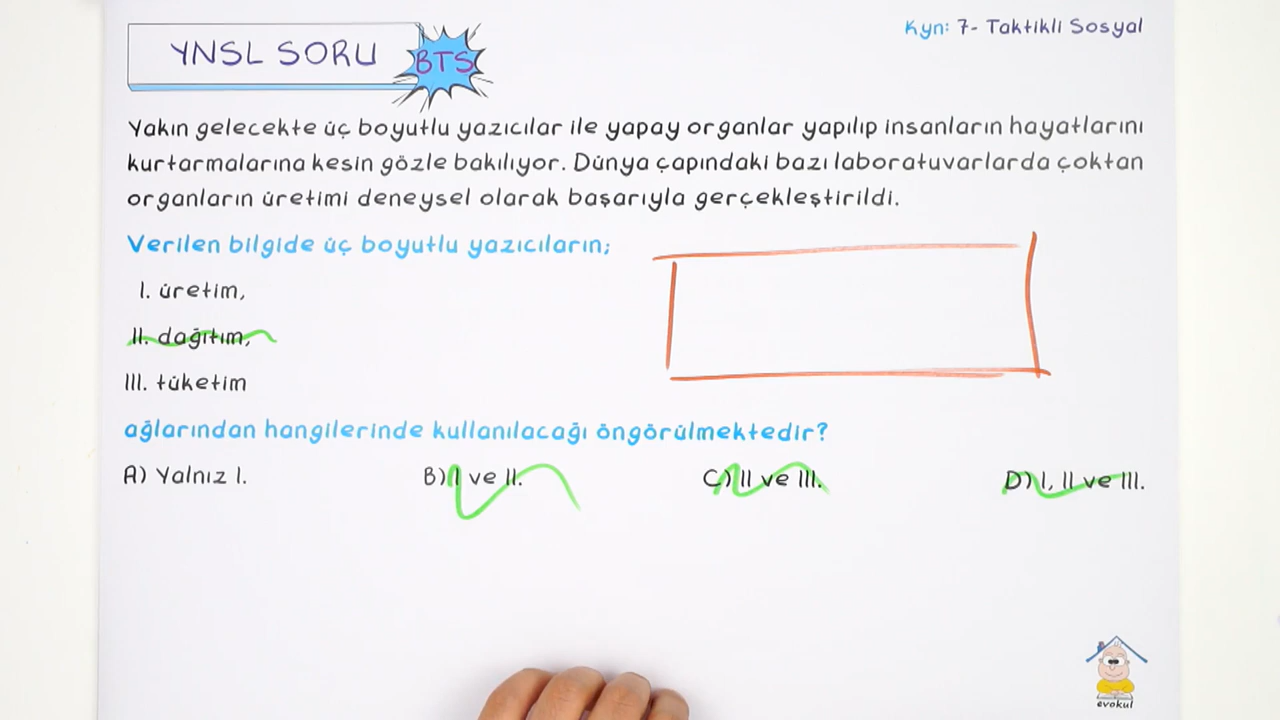 YNSL SORU
BTS
Kyn: 7- Taktikli Sosyal
Yakın gelecekte üç boyutlu yazıcılar ile yapay organlar yapılıp insanların hayatlarını
kurtarmalarına kesin gözle bakılıyor. Dünya çapındaki bazı laboratuvarlarda çoktan
organların üretimi deneysel olarak başarıyla gerçekleştirildi.
Verilen bilgide üç boyutlu yazıcıların;
I. üretim,
II. dağıtım,
III. tüketim
ağlarından hangilerinde kullanılacağı öngörülmektedir?
A) Yalnız I. B) I ve II. C) II ve III. D) I, II ve III.
evokul